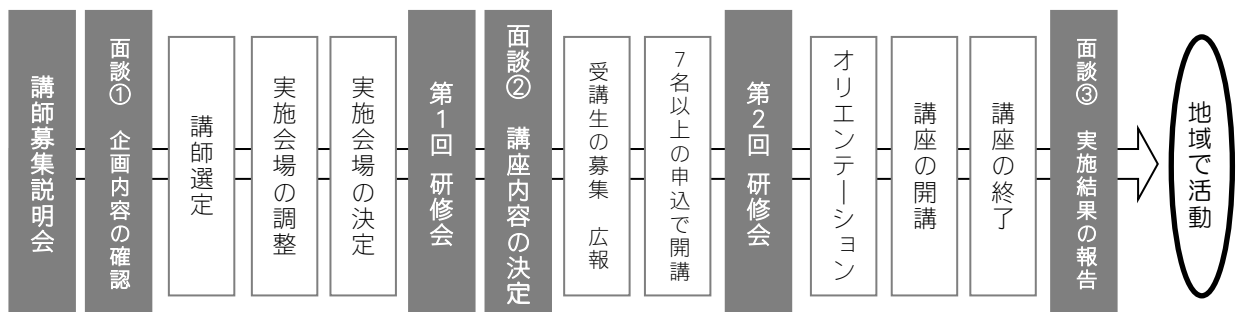 講師募集説明会
面談① 企画内容の確認
講師選定
実施会場の調整
実施会場の決定
第1回 研修会
面談② 講座内容の決定
受講生の募集 広報
7名以上の申込で開講
第2回 研修会
オリエンテーション
講座の開講
講座の終了
面談③ 実施結果の報告
地域で活動